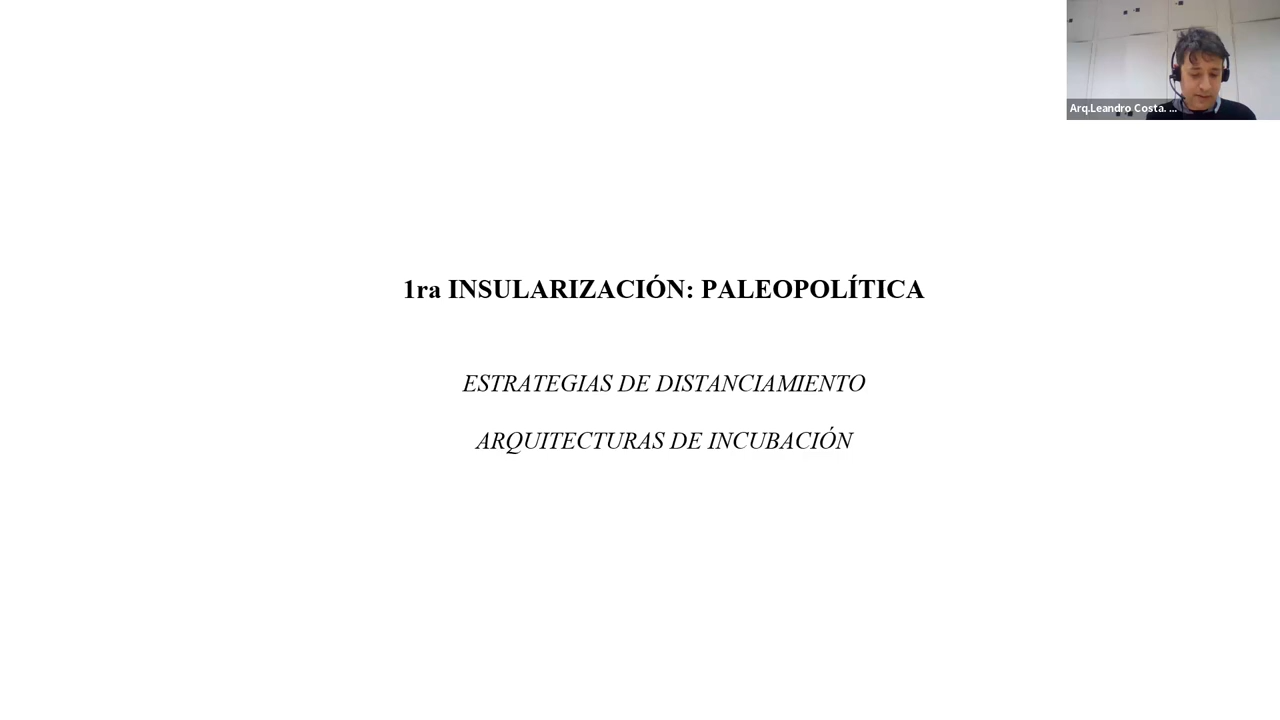 Arq.Leandro Costa. ...
1ra INSULARIZACIÓN: PALEOPOLÍTICA
ESTRATEGIAS DE DISTANCIAMIENTO
ARQUITECTURAS DE INCUBACIÓN